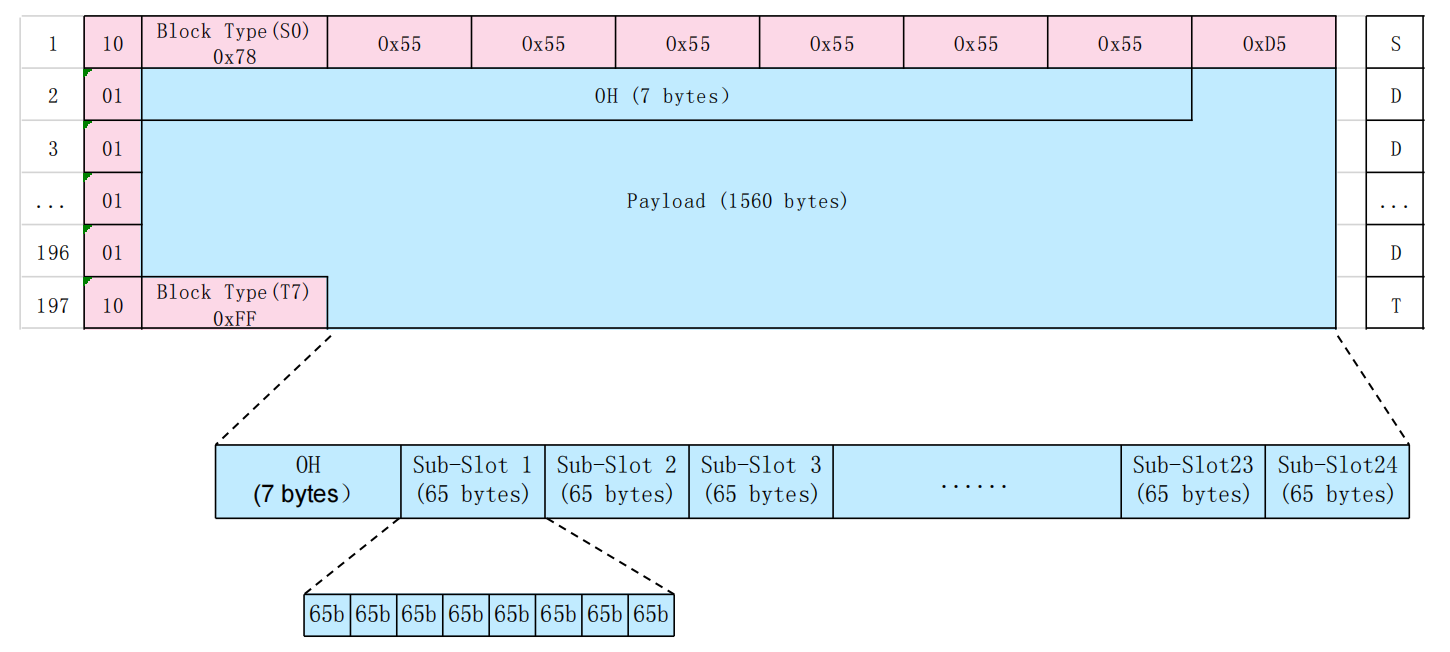 1 10 Block Type(S0) 0x55 0x55 0x55 0x55 0x55 0x55 0xD5 S
0x78
2 01 OH (7 bytes) D
3 01 D
... 01 Payload (1560 bytes) ...
196 01 D
197 10 Block Type(T7) T
0xFF
OH Sub-Slot 1 Sub-Slot 2 Sub-Slot 3 ...... Sub-Slot23 Sub-Slot24
(7 bytes) (65 bytes) (65 bytes) (65 bytes) (65 bytes) (65 bytes)
65b 65b 65b 65b 65b 65b 65b 65b